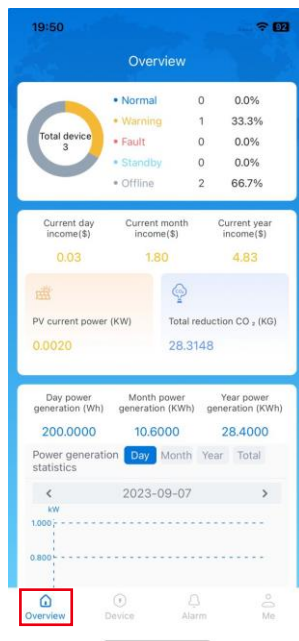 19:50
92
Overview
Total device
3
• Normal 0 0.0%
• Warning 1 33.3%
• Fault 0 0.0%
• Standby 0 0.0%
• Offline 2 66.7%
Current day income($)
Current month income($)
Current year income($)
0.03 1.80 4.83
PV current power (KW)
0.0020
CO₂
Total reduction CO ₂ (KG)
28.3148
Day power generation (Wh)
Month power generation (KWh)
Year power generation (KWh)
200.0000 10.6000 28.4000
Power generation statistics
Day Month Year Total
< 2023-09-07 >
kW
1.000
0.800
Overview Device Alarm Me